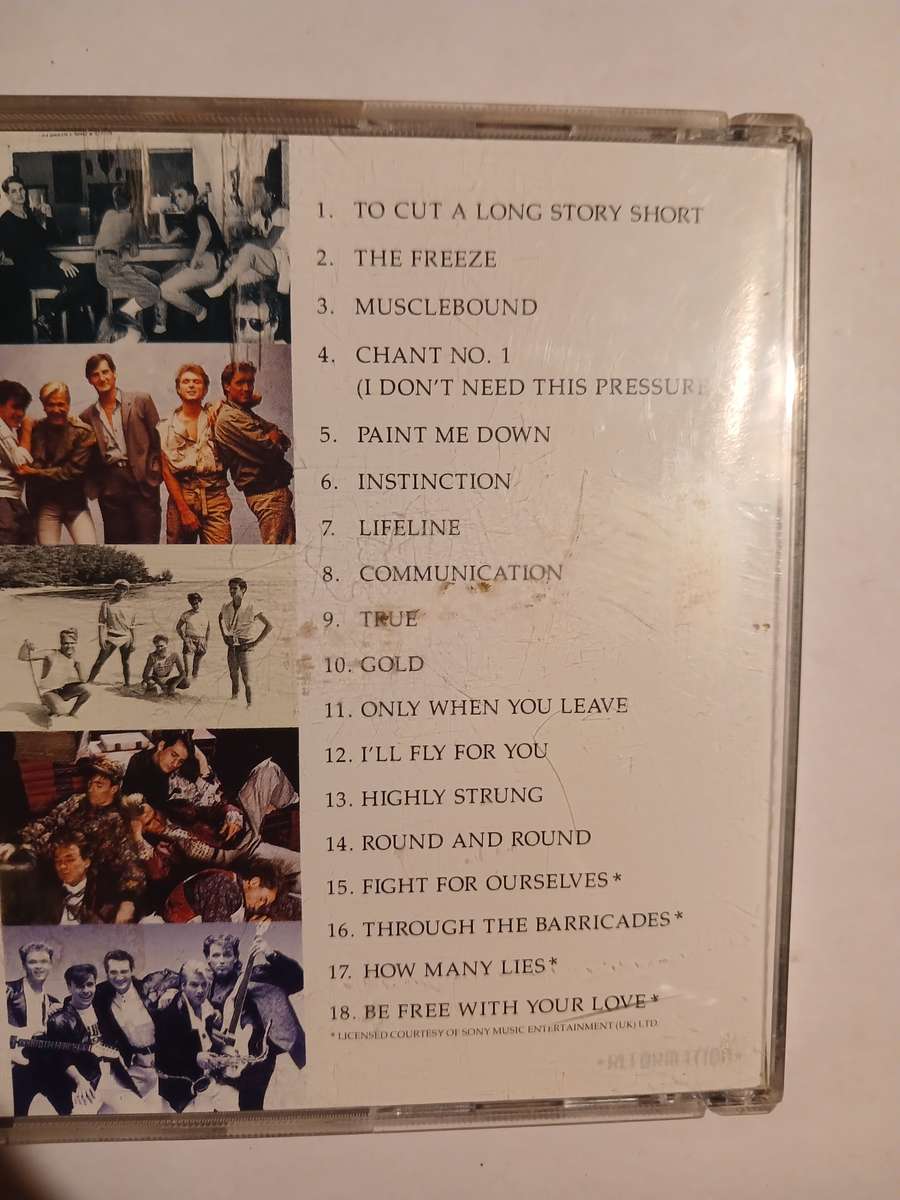 1. TO CUT A LONG STORY SHORT
2. THE FREEZE
3. MUSCLEBOUND
4. CHANT NO. 1
(I DON'T NEED THIS PRESSURE
5. PAINT ME DOWN
6. INSTINCTION
7. LIFELINE
8. COMMUNICATION
9. TRUE
10. GOLD
11. ONLY WHEN YOU LEAVE
12. I'LL FLY FOR YOU
13. HIGHLY STRUNG
14. ROUND AND ROUND
15. FIGHT FOR OURSELVES*
16. THROUGH THE BARRICADES*
17. HOW MANY LIES*
18. BE FREE WITH YOUR LOVE*
* LICENSED COURTESY OF SONY MUSIC ENTERTAINMENT (UK) LTD.